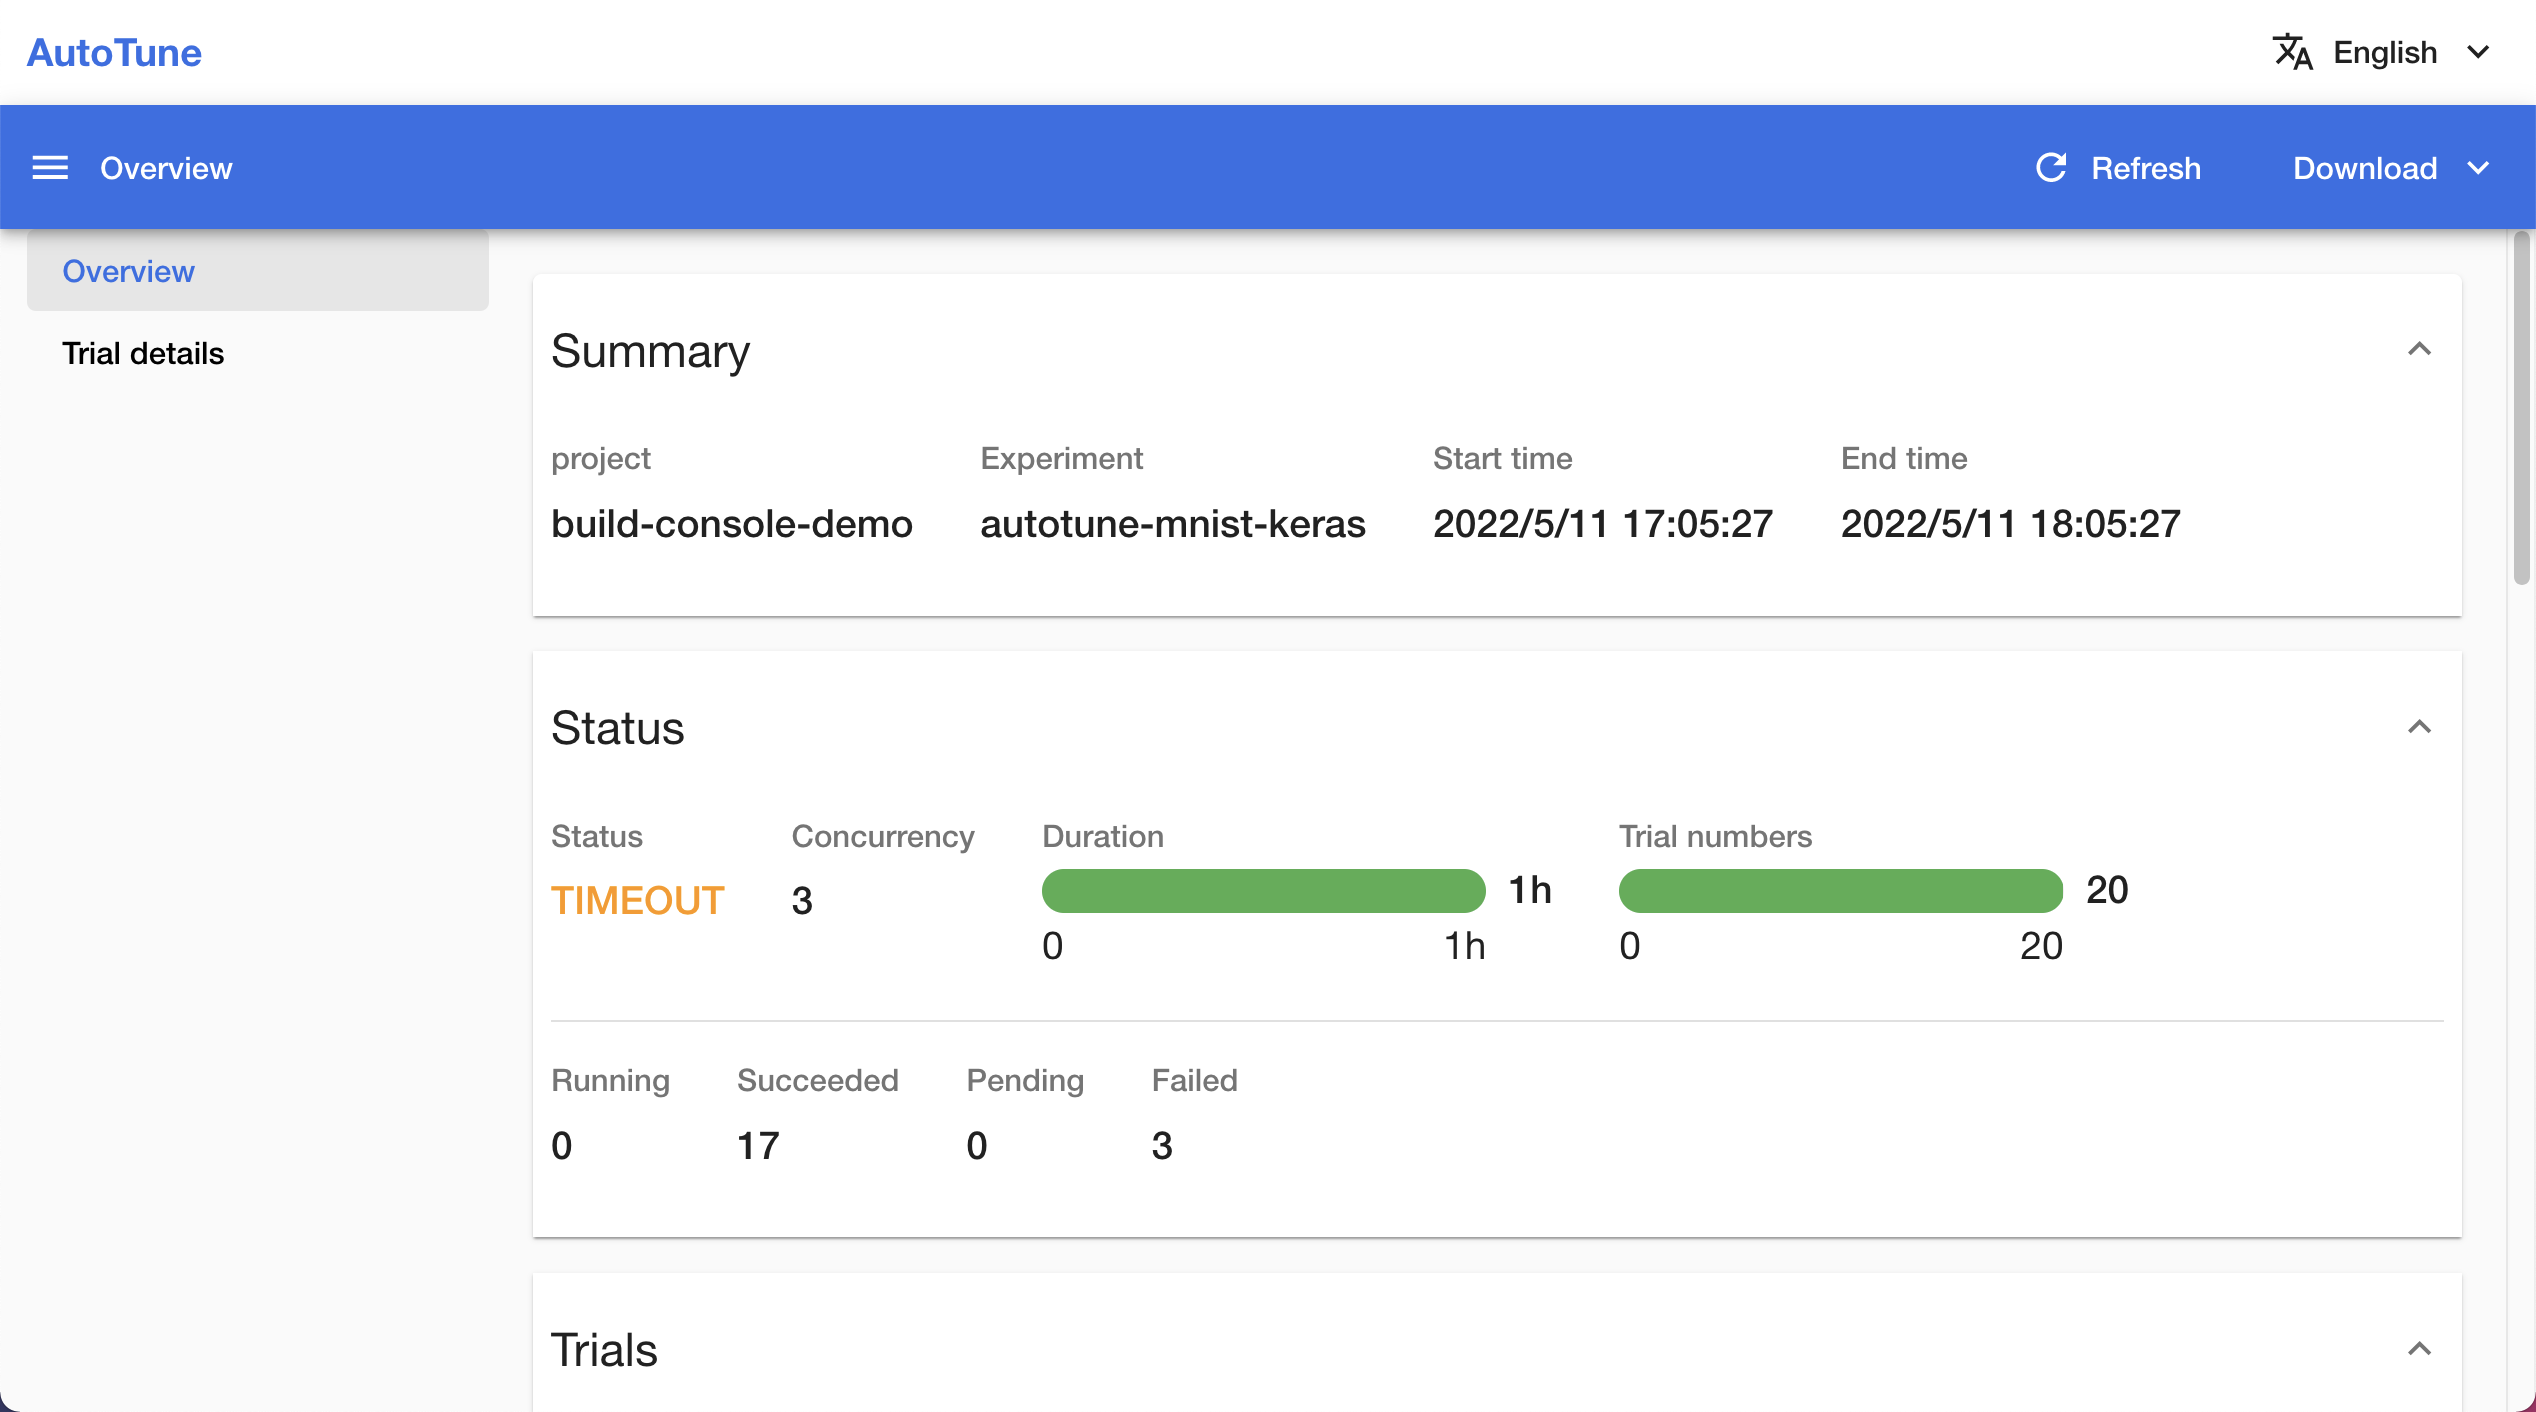 AutoTune
English
Overview
Refresh
Download
Overview
Trial details
Summary
project
Experiment
Start time
End time
build-console-demo
autotune-mnist-keras
2022/5/11 17:05:27
2022/5/11 18:05:27
Status
Status
Concurrency
Duration
Trial numbers
TIMEOUT
3
1h
20
0
1h
0
20
Running
Succeeded
Pending
Failed
0
17
0
3
Trials